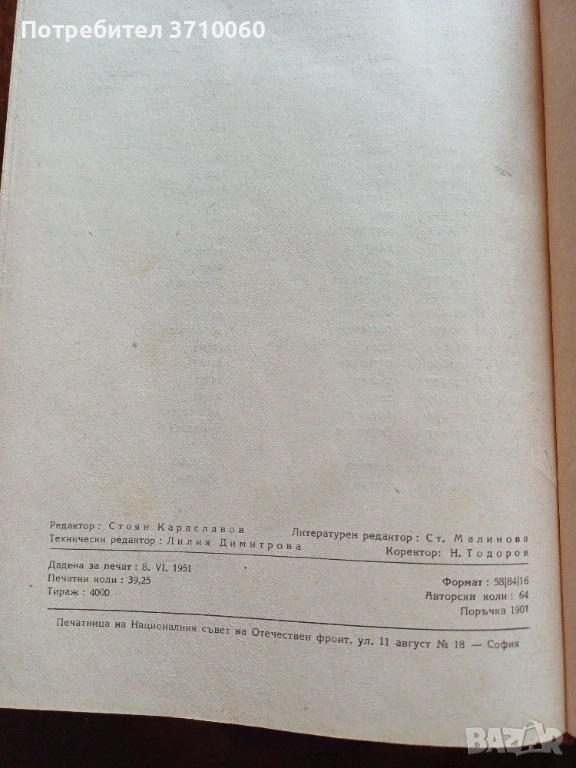 Потребител 3710060
Редактор : Стоян Караславов
Литературен редактор : Ст. Малинова
Технически редактор : Лилия Димитрова
Коректор: Н. Тодоров
Дадена за печат : 8. VI. 1951
Формат : 58|84|16
Печатни коли : 39,25
Авторски коли : 64
Тираж : 4000
Поръчка 1901
Печатница на Националния съвет на Отечествен фронт, ул. 11 август № 18 — София
BAZAR